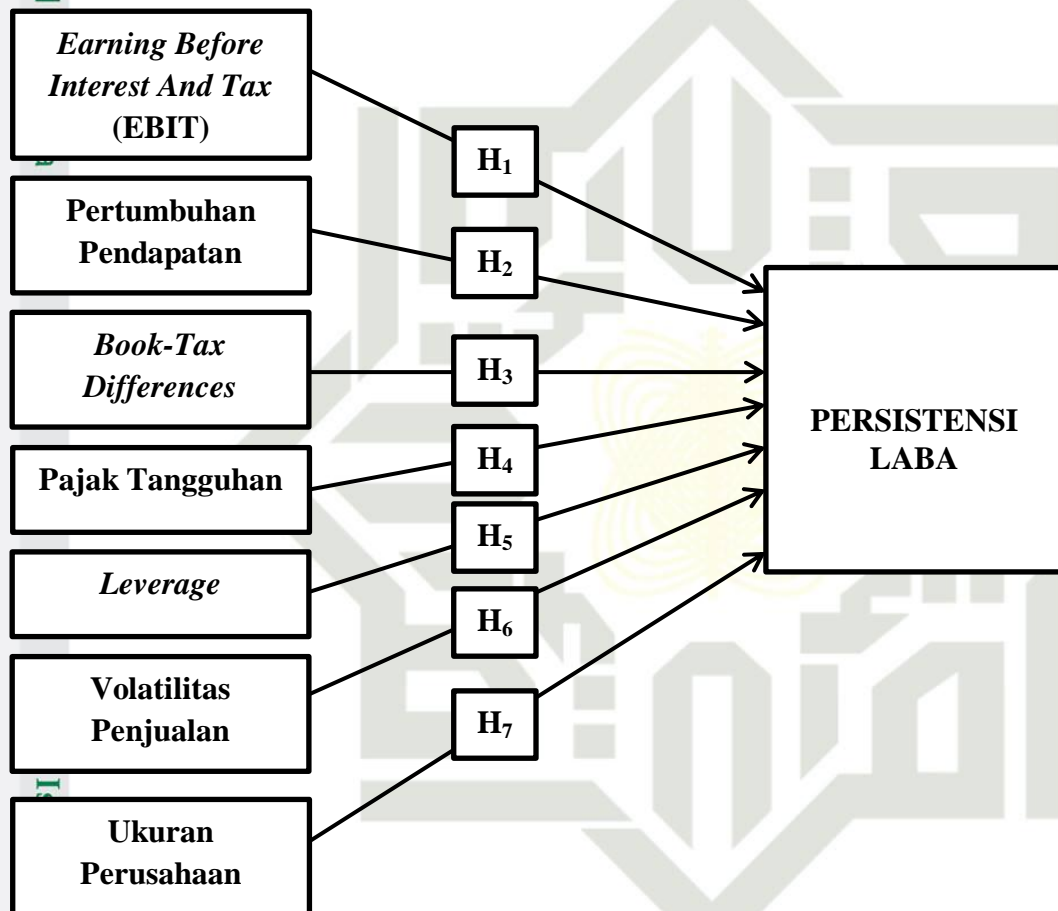 Earning Before
Interest And Tax
(EBIT)
H₁
Pertumbuhan
Pendapatan
H₂
Book-Tax
Differences
H₃
Pajak Tangguhan
H₄
Leverage
H₅
Volatilitas
Penjualan
H₆
Ukuran
Perusahaan
H₇
PERSISTENSI
LABA